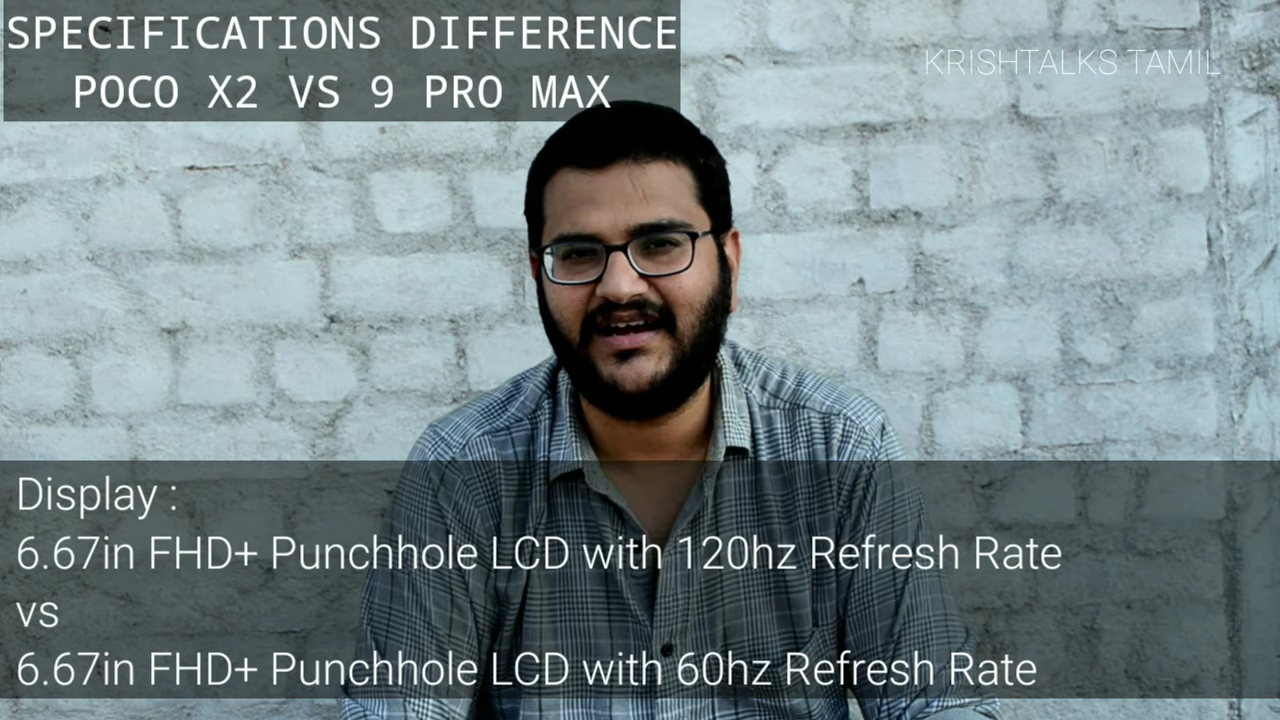 SPECIFICATIONS DIFFERENCE
POCO X2 VS 9 PRO MAX
KRISHTALKS TAMIL
Display :
6.67in FHD+ Punchhole LCD with 120hz Refresh Rate
vs
6.67in FHD+ Punchhole LCD with 60hz Refresh Rate